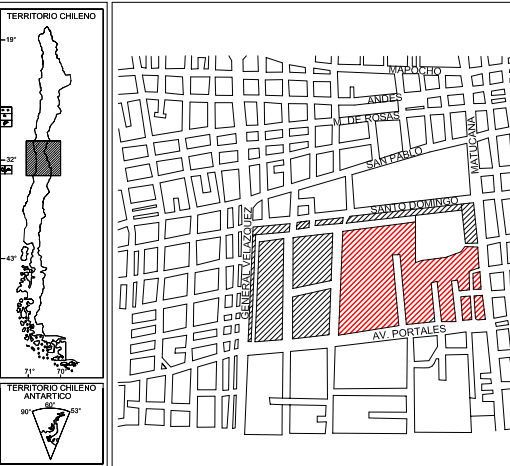 TERRITORIO CHILENO
19°
32°
43°
71°
70°
TERRITORIO CHILENO
ANTARTICO
90°
60°
53°
MAPOCHO
ANDES
M. DE ROSAS
SAN PABLO
MATUCANA
SANTO DOMINGO
GENERAL VELAZQUEZ
AV. PORTALES